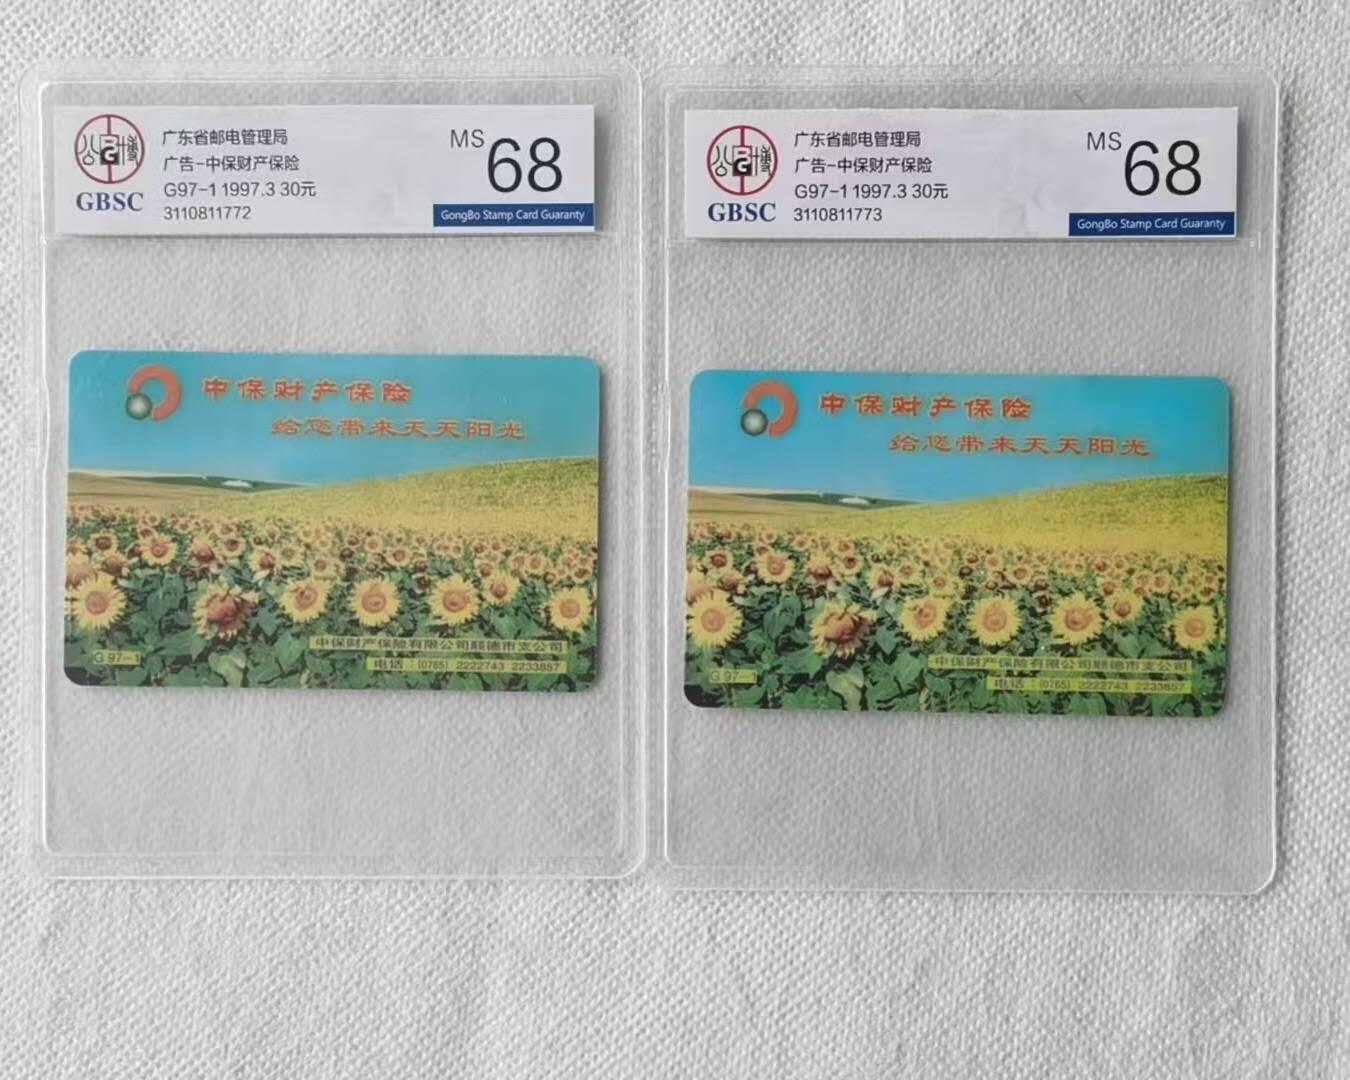 广东省邮电管理局
广告-中保财产保险
G97-1 1997.3 30元
3110811772
GBSC
MS 68
GongBo Stamp Card Guaranty
中保财产保险
给您带来天天阳光
中保财产保险有限公司顺德市支公司
G 97-1
电话：(0765) 2222743 2233857
广东省邮电管理局
广告-中保财产保险
G97-1 1997.3 30元
3110811773
GBSC
MS 68
GongBo Stamp Card Guaranty
中保财产保险
给您带来天天阳光
中保财产保险有限公司顺德市支公司
G 97-1
电话：(0765) 2222743 2233857